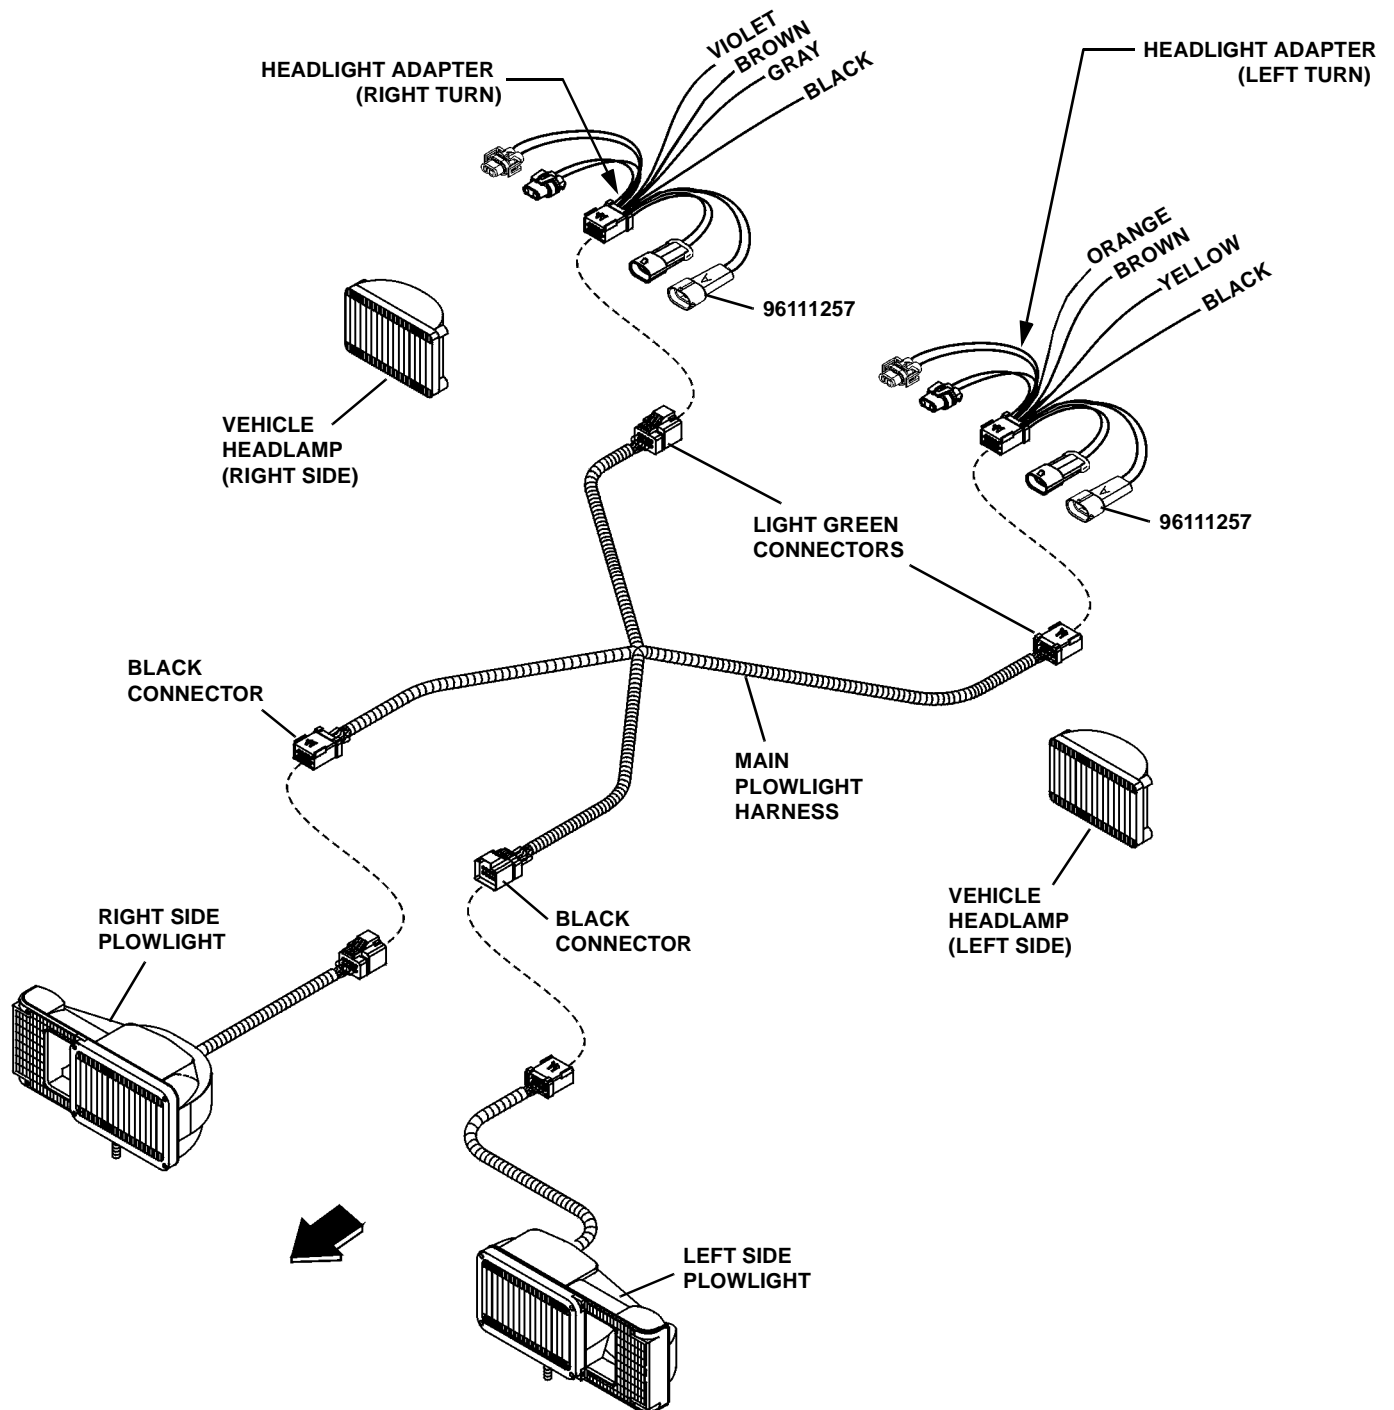 HEADLIGHT ADAPTER
(RIGHT TURN)
VIOLET
BROWN
GRAY
BLACK
HEADLIGHT ADAPTER
(LEFT TURN)
96111257
ORANGE
BROWN
YELLOW
BLACK
VEHICLE
HEADLAMP
(RIGHT SIDE)
96111257
LIGHT GREEN
CONNECTORS
BLACK
CONNECTOR
MAIN
PLOWLIGHT
HARNESS
VEHICLE
HEADLAMP
(LEFT SIDE)
RIGHT SIDE
PLOWLIGHT
BLACK
CONNECTOR
LEFT SIDE
PLOWLIGHT